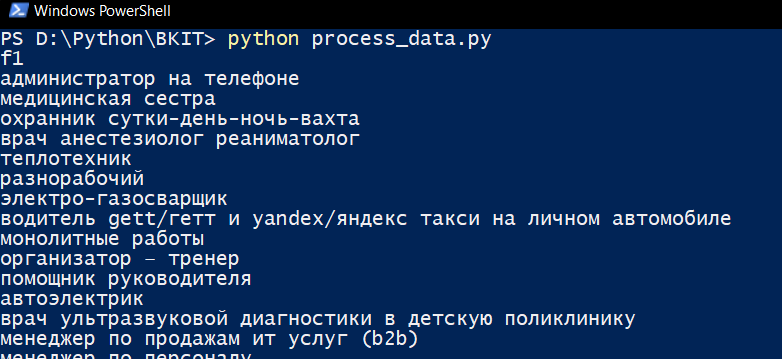 Windows PowerShell
PS D:\Python\BKIT> python process_data.py
f1
администратор на телефоне
медицинская сестра
охранник сутки-день-ночь-вахта
врач анестезиолог реаниматолог
теплотехник
разнорабочий
электро-газосварщик
водитель gett/гетт и yandex/яндекс такси на личном автомобиле
монолитные работы
организатор – тренер
помощник руководителя
автоэлектрик
врач ультразвуковой диагностики в детскую поликлинику
менеджер по продажам ит услуг (b2b)
менеджер по персоналу